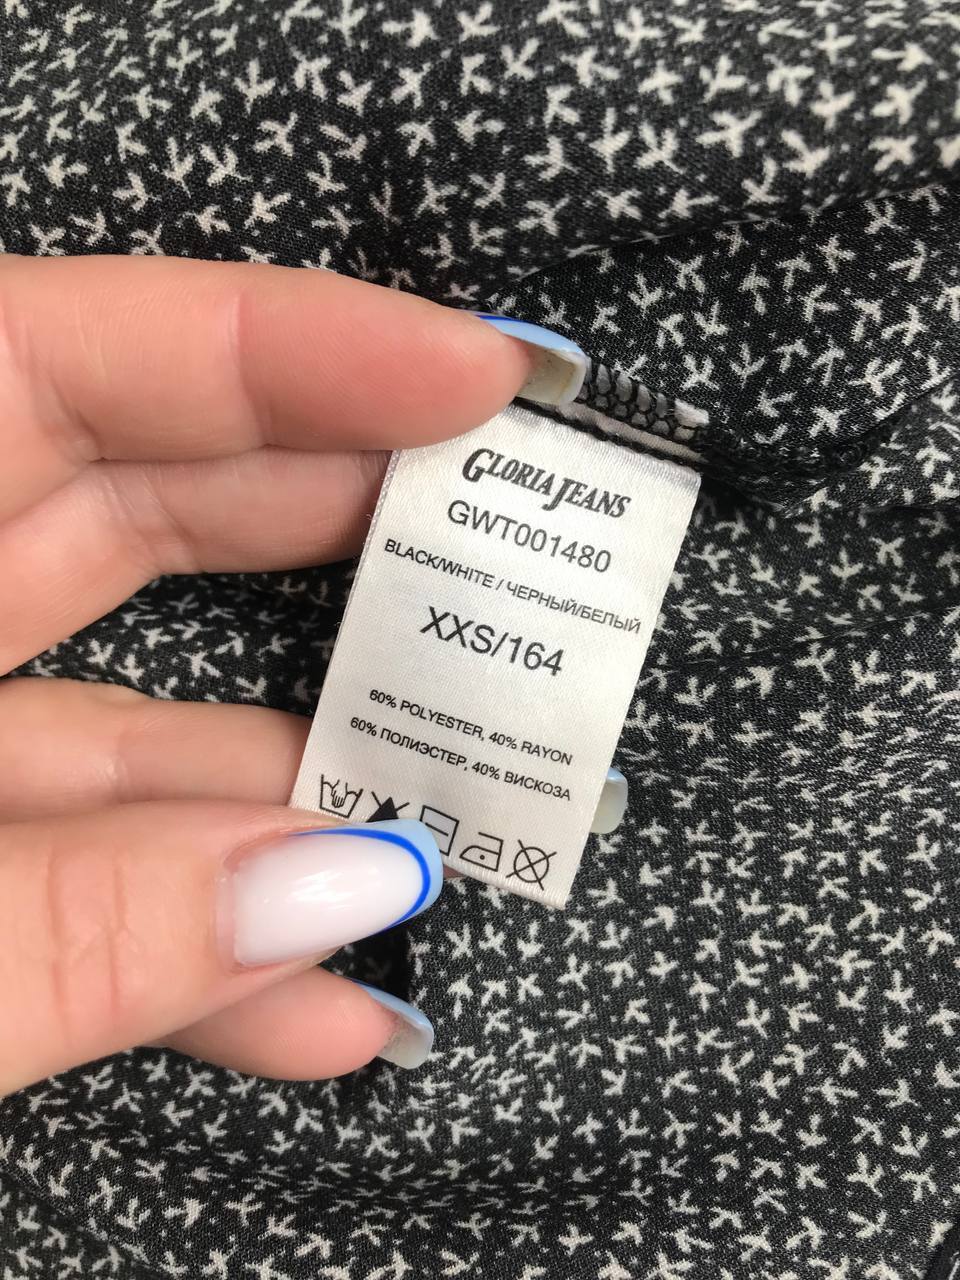 GLORIA JEANS
GWT001480
BLACK/WHITE / ЧЕРНЫЙ/БЕЛЫЙ
XXS/164
60% POLYESTER, 40% RAYON
60% ПОЛИЭСТЕР, 40% ВИСКОЗА